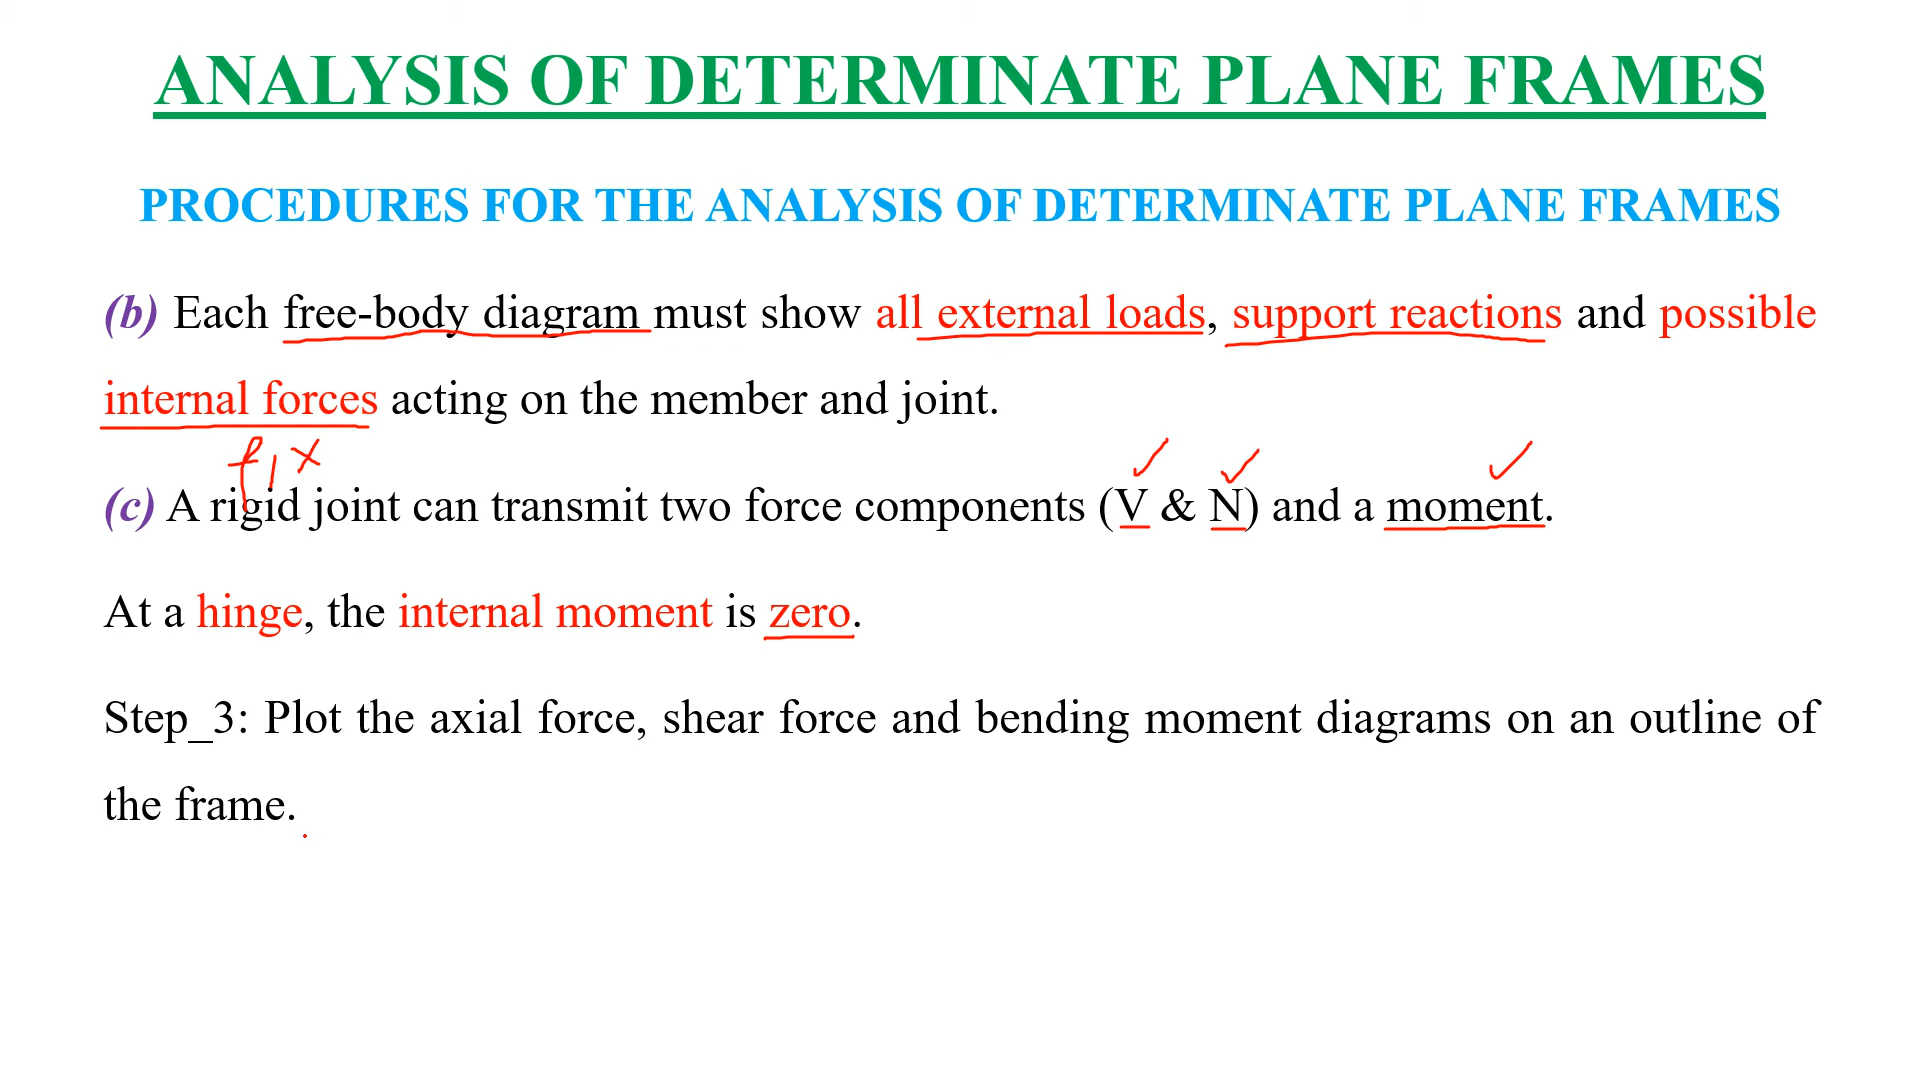 ANALYSIS OF DETERMINATE PLANE FRAMES
PROCEDURES FOR THE ANALYSIS OF DETERMINATE PLANE FRAMES
(b) Each free-body diagram must show all external loads, support reactions and possible
internal forces acting on the member and joint.
fix
(c) A rigid joint can transmit two force components (V & N) and a moment.
At a hinge, the internal moment is zero.
Step_3: Plot the axial force, shear force and bending moment diagrams on an outline of
the frame.